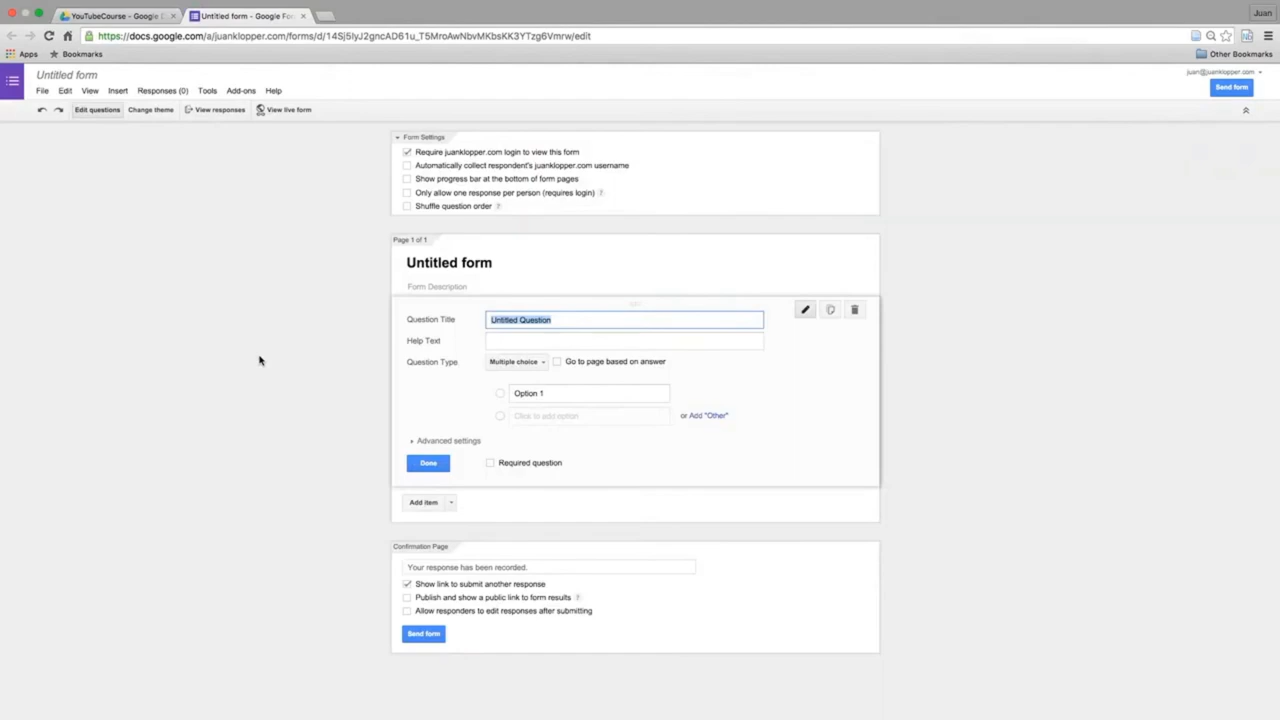 YouTubeCourse - Google D
Untitled form - Google For
Juan
https://docs.google.com/a/juanklopper.com/forms/d/14Sj5IyJ2gncAD61u_T5MroAwNbvMKbsKK3YTzg6Vmrw/edit
Apps
Bookmarks
Other Bookmarks
Untitled form
juan@juanklopper.com
File
Edit
View
Insert
Responses (0)
Tools
Add-ons
Help
Send form
Edit questions
Change theme
View responses
View live form
Form Settings
Require juanklopper.com login to view this form
Automatically collect respondent's juanklopper.com username
Show progress bar at the bottom of form pages
Only allow one response per person (requires login) ?
Shuffle question order ?
Page 1 of 1
Untitled form
Form Description
Question Title
Untitled Question
Help Text
Question Type
Multiple choice
Go to page based on answer
Option 1
Click to add option
or Add "Other"
Advanced settings
Done
Required question
Add item
Confirmation Page
Your response has been recorded.
Show link to submit another response
Publish and show a public link to form results ?
Allow responders to edit responses after submitting
Send form